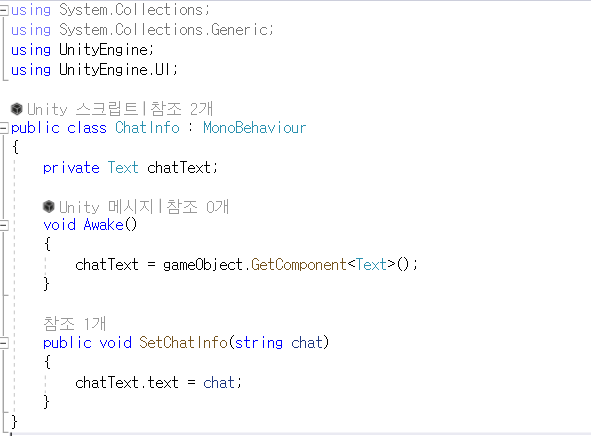 using System.Collections;
using System.Collections.Generic;
using UnityEngine;
using UnityEngine.UI;
Unity 스크립트|참조 2개
public class ChatInfo : MonoBehaviour
{
private Text chatText;
Unity 메시지|참조 0개
void Awake()
{
chatText = gameObject.GetComponent<Text>();
}
참조 1개
public void SetChatInfo(string chat)
{
chatText.text = chat;
}
}